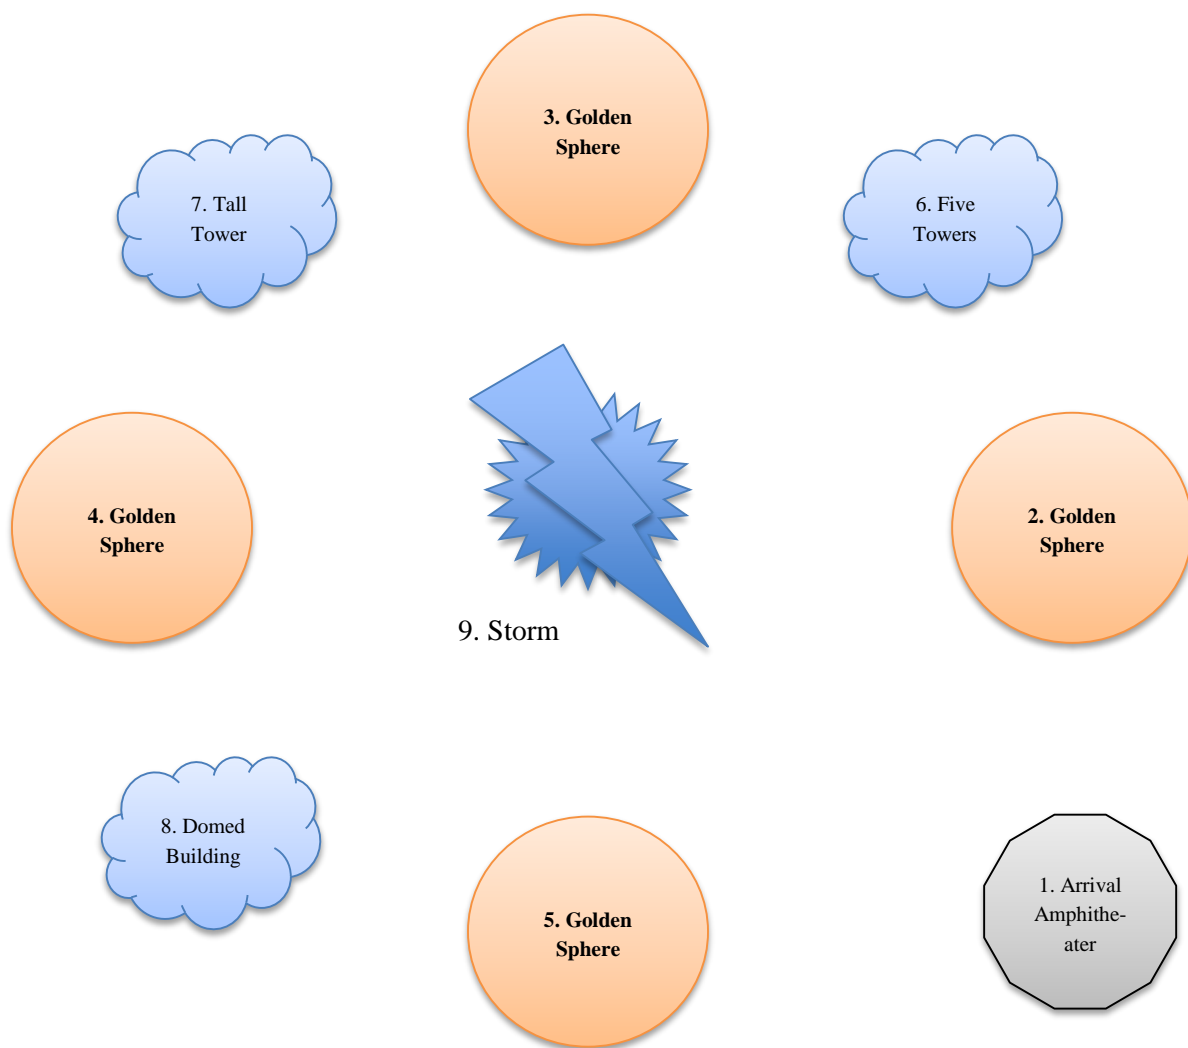 3. Golden
Sphere
7. Tall
Tower
6. Five
Towers
4. Golden
Sphere
2. Golden
Sphere
9. Storm
8. Domed
Building
5. Golden
Sphere
1. Arrival
Amphithe-
ater